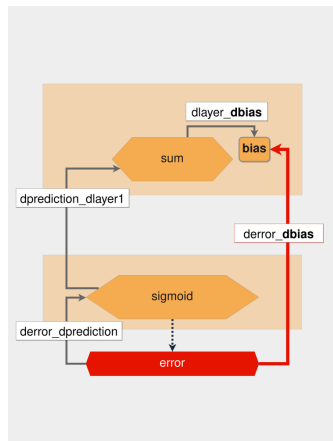 dlayer_dbias
sum
bias
dprediction_dlayer1
derror_dbias
sigmoid
derror_dprediction
error